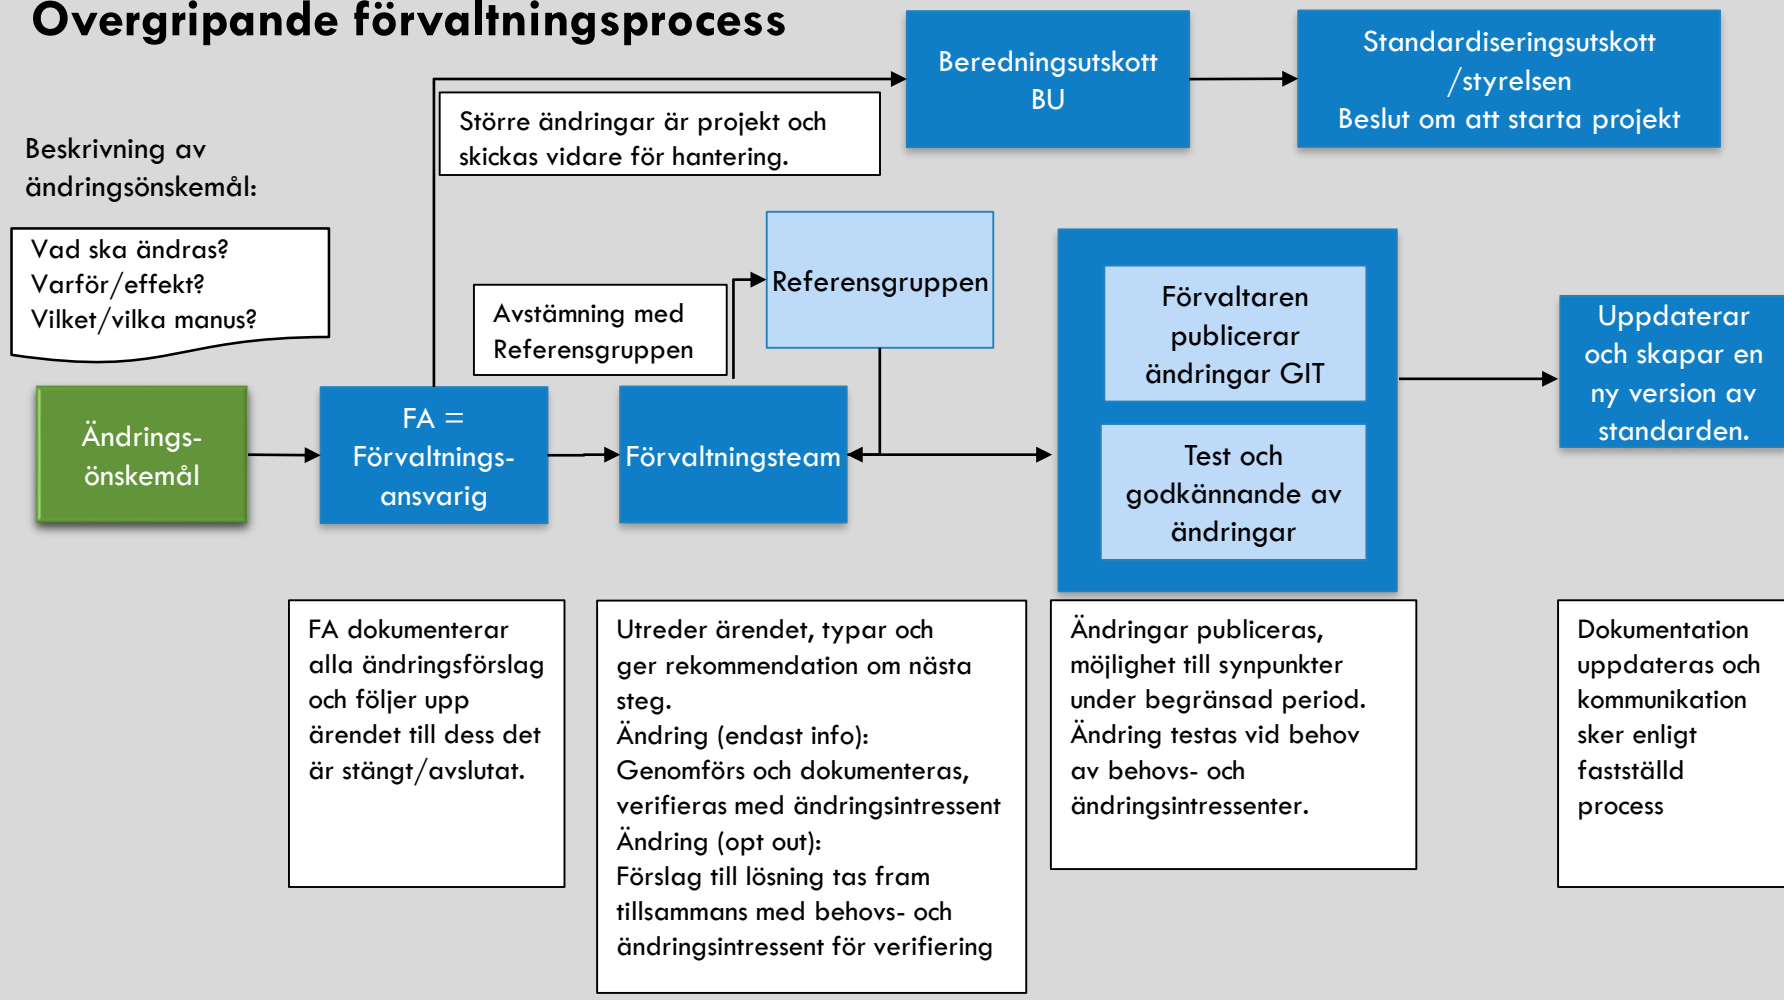 Övergripande förvaltningsprocess
Beredningsutskott
BU
Standardiseringsutskott
/styrelsen
Beslut om att starta projekt
Större ändringar är projekt och
skickas vidare för hantering.
Beskrivning av
ändringsönskemål:
Vad ska ändras?
Varför/effekt?
Vilket/vilka manus?
Avstämning med
Referensgruppen
Referensgruppen
Förvaltaren
publicerar
ändringar GIT
Test och
godkännande av
ändringar
Uppdaterar
och skapar en
ny version av
standarden.
Ändrings-
önskemål
FA =
Förvaltnings-
ansvarig
Förvaltningsteam
FA dokumenterar
alla ändringsförslag
och följer upp
ärendet till dess det
är stängt/avslutat.
Utreder ärendet, typar och
ger rekommendation om nästa
steg.
Ändring (endast info):
Genomförs och dokumenteras,
verifieras med ändringsintressent
Ändring (opt out):
Förslag till lösning tas fram
tillsammans med behovs- och
ändringsintressent för verifiering
Ändringar publiceras,
möjlighet till synpunkter
under begränsad period.
Ändring testas vid behov
av behovs- och
ändringsintressenter.
Dokumentation
uppdateras och
kommunikation
sker enligt
fastställd
process